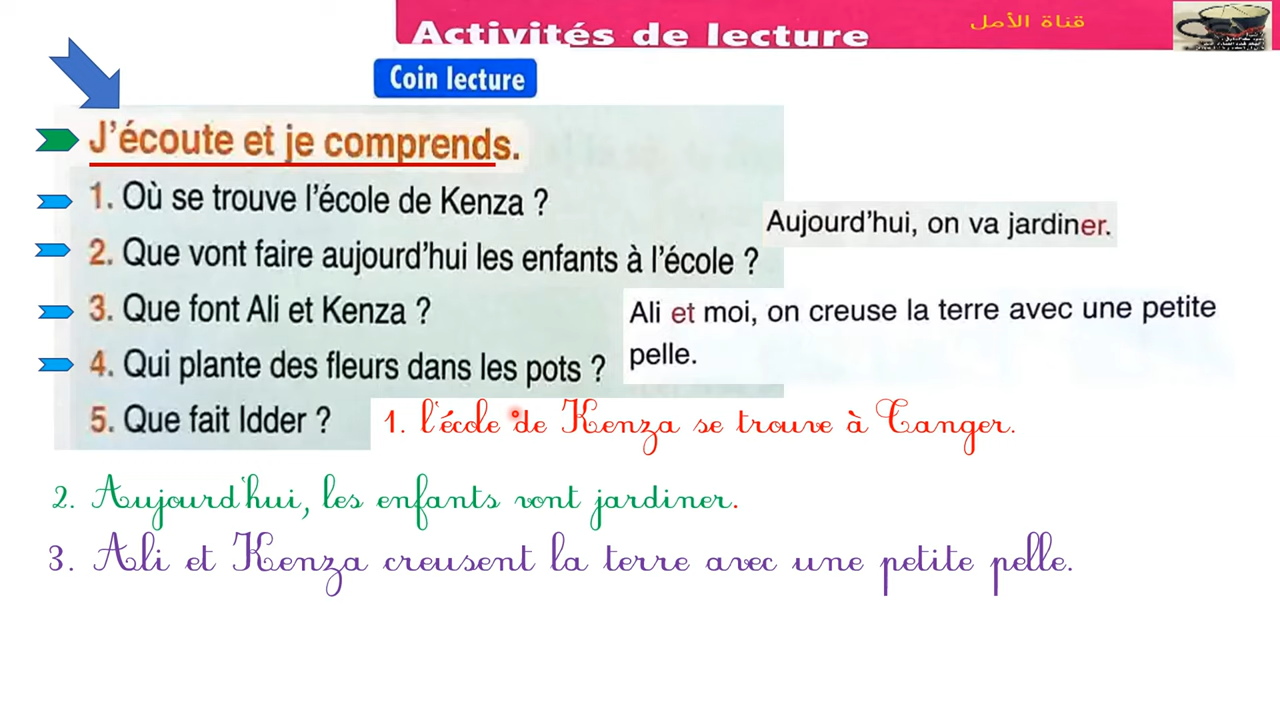 Activités de lecture
قناة الأمل
Coin lecture
J'écoute et je comprends.
1. Où se trouve l'école de Kenza ?
Aujourd'hui, on va jardiner.
2. Que vont faire aujourd'hui les enfants à l'école ?
3. Que font Ali et Kenza ?
Ali et moi, on creuse la terre avec une petite
pelle.
4. Qui plante des fleurs dans les pots ?
5. Que fait Idder ?
1. l'école de Kenza se trouve à Tanger.
2. Aujourd'hui, les enfants vont jardiner.
3. Ali et Kenza creusent la terre avec une petite pelle.